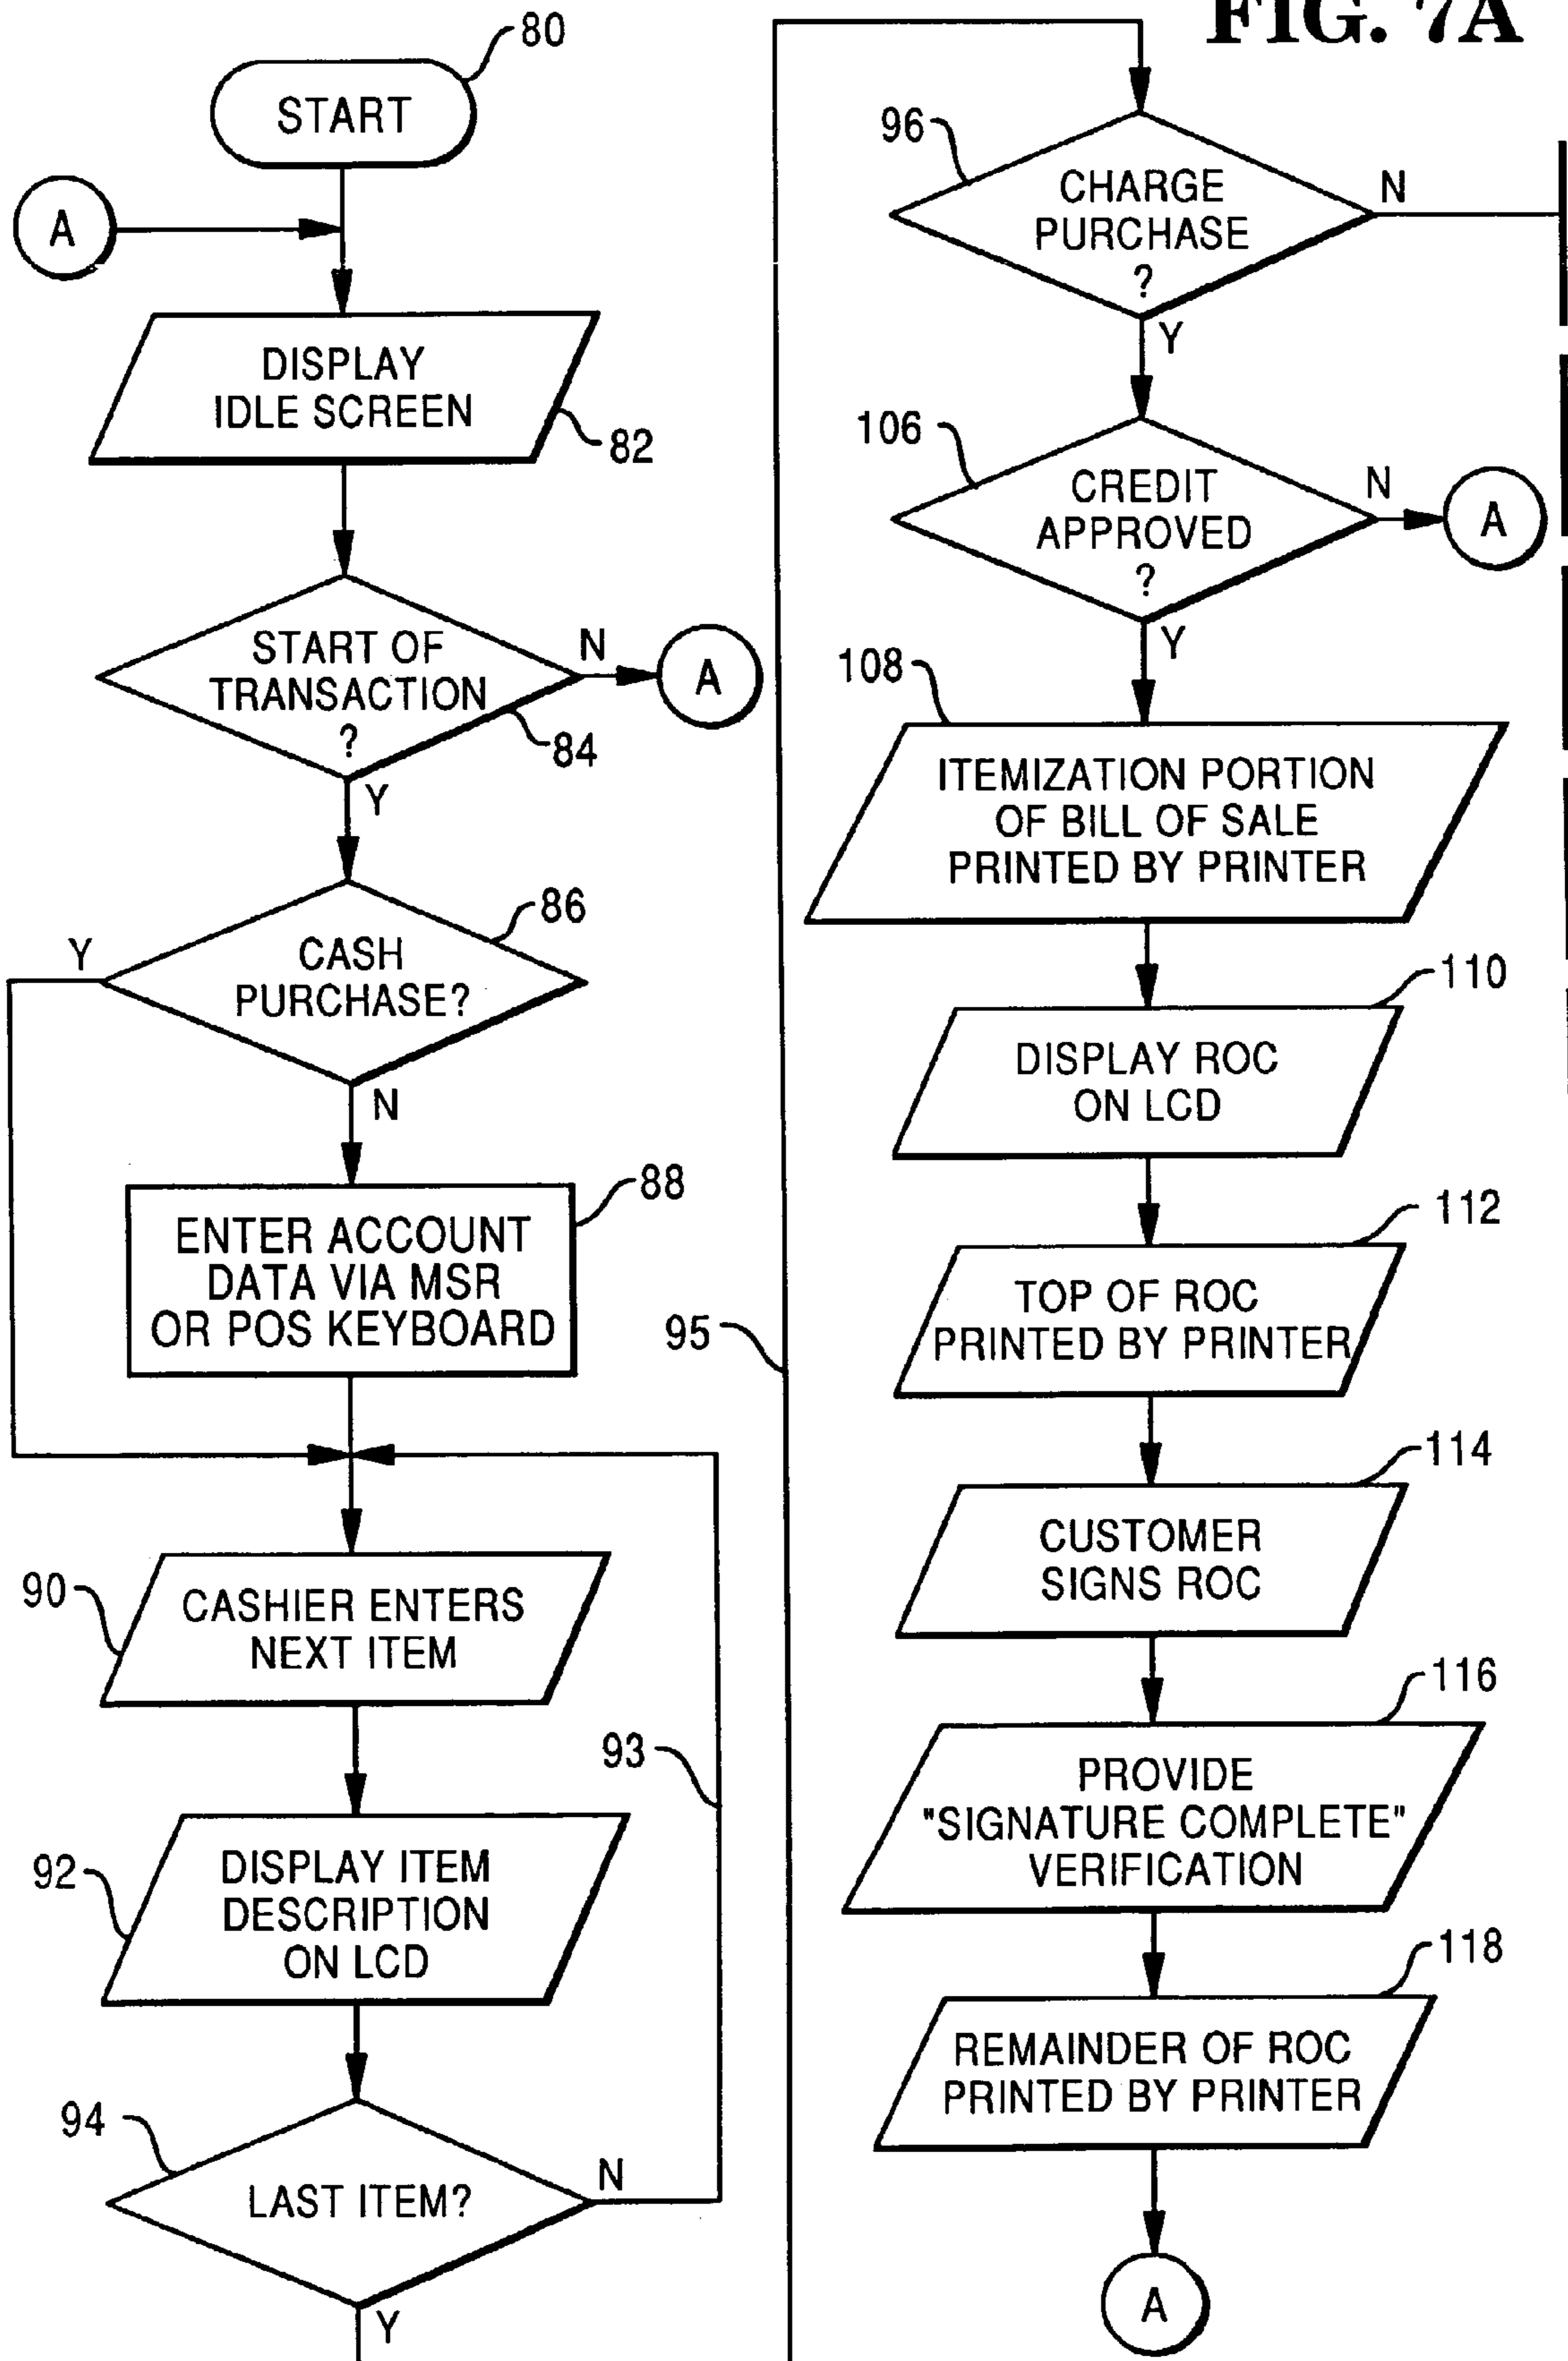 FIG. 7A
80
START
A
DISPLAY
IDLE SCREEN
82
START OF
TRANSACTION
?
N
A
84
Y
86
CASH
PURCHASE?
Y
N
88
ENTER ACCOUNT
DATA VIA MSR
OR POS KEYBOARD
90
CASHIER ENTERS
NEXT ITEM
93
92
DISPLAY ITEM
DESCRIPTION
ON LCD
94
LAST ITEM?
N
Y
95
96
CHARGE
PURCHASE
?
N
Y
106
CREDIT
APPROVED
?
N
A
Y
108
ITEMIZATION PORTION
OF BILL OF SALE
PRINTED BY PRINTER
110
DISPLAY ROC
ON LCD
112
TOP OF ROC
PRINTED BY PRINTER
114
CUSTOMER
SIGNS ROC
116
PROVIDE
"SIGNATURE COMPLETE"
VERIFICATION
118
REMAINDER OF ROC
PRINTED BY PRINTER
A